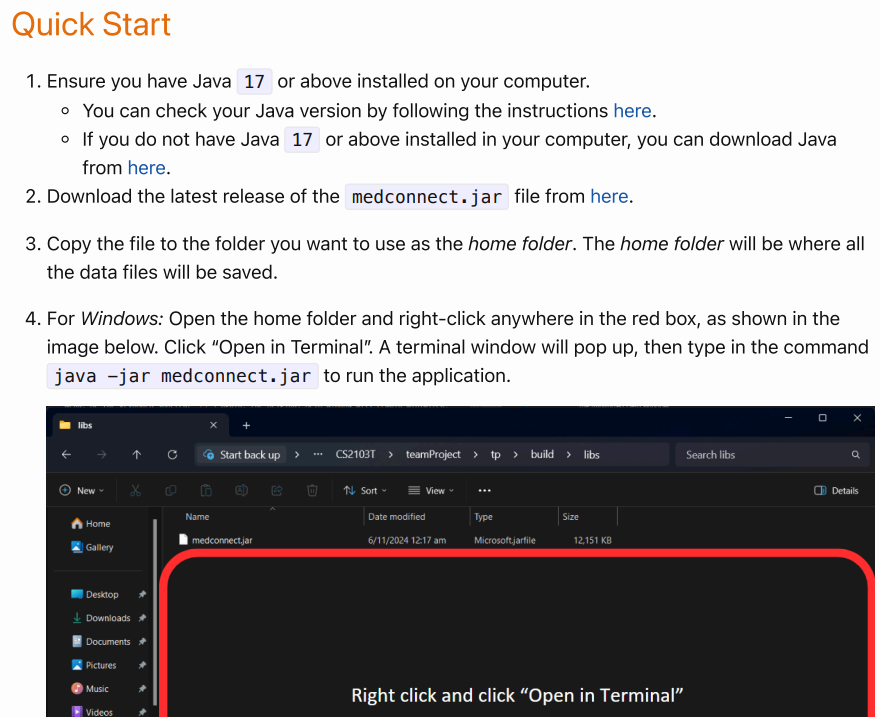 Quick Start
1. Ensure you have Java 17 or above installed on your computer.
You can check your Java version by following the instructions here.
If you do not have Java 17 or above installed in your computer, you can download Java
from here.
2. Download the latest release of the medconnect.jar file from here.
3. Copy the file to the folder you want to use as the home folder. The home folder will be where all
the data files will be saved.
4. For Windows: Open the home folder and right-click anywhere in the red box, as shown in the
image below. Click “Open in Terminal”. A terminal window will pop up, then type in the command
java -jar medconnect.jar to run the application.
libs
Start back up > ... CS2103T > teamProject > tp > build > libs
Search libs
New
Sort
View
...
Details
Name Date modified Type Size
medconnect.jar 6/11/2024 12:17 am Microsoft.jarfile 12,151 KB
Home
Gallery
Desktop
Downloads
Documents
Pictures
Music
Videos
Right click and click “Open in Terminal”